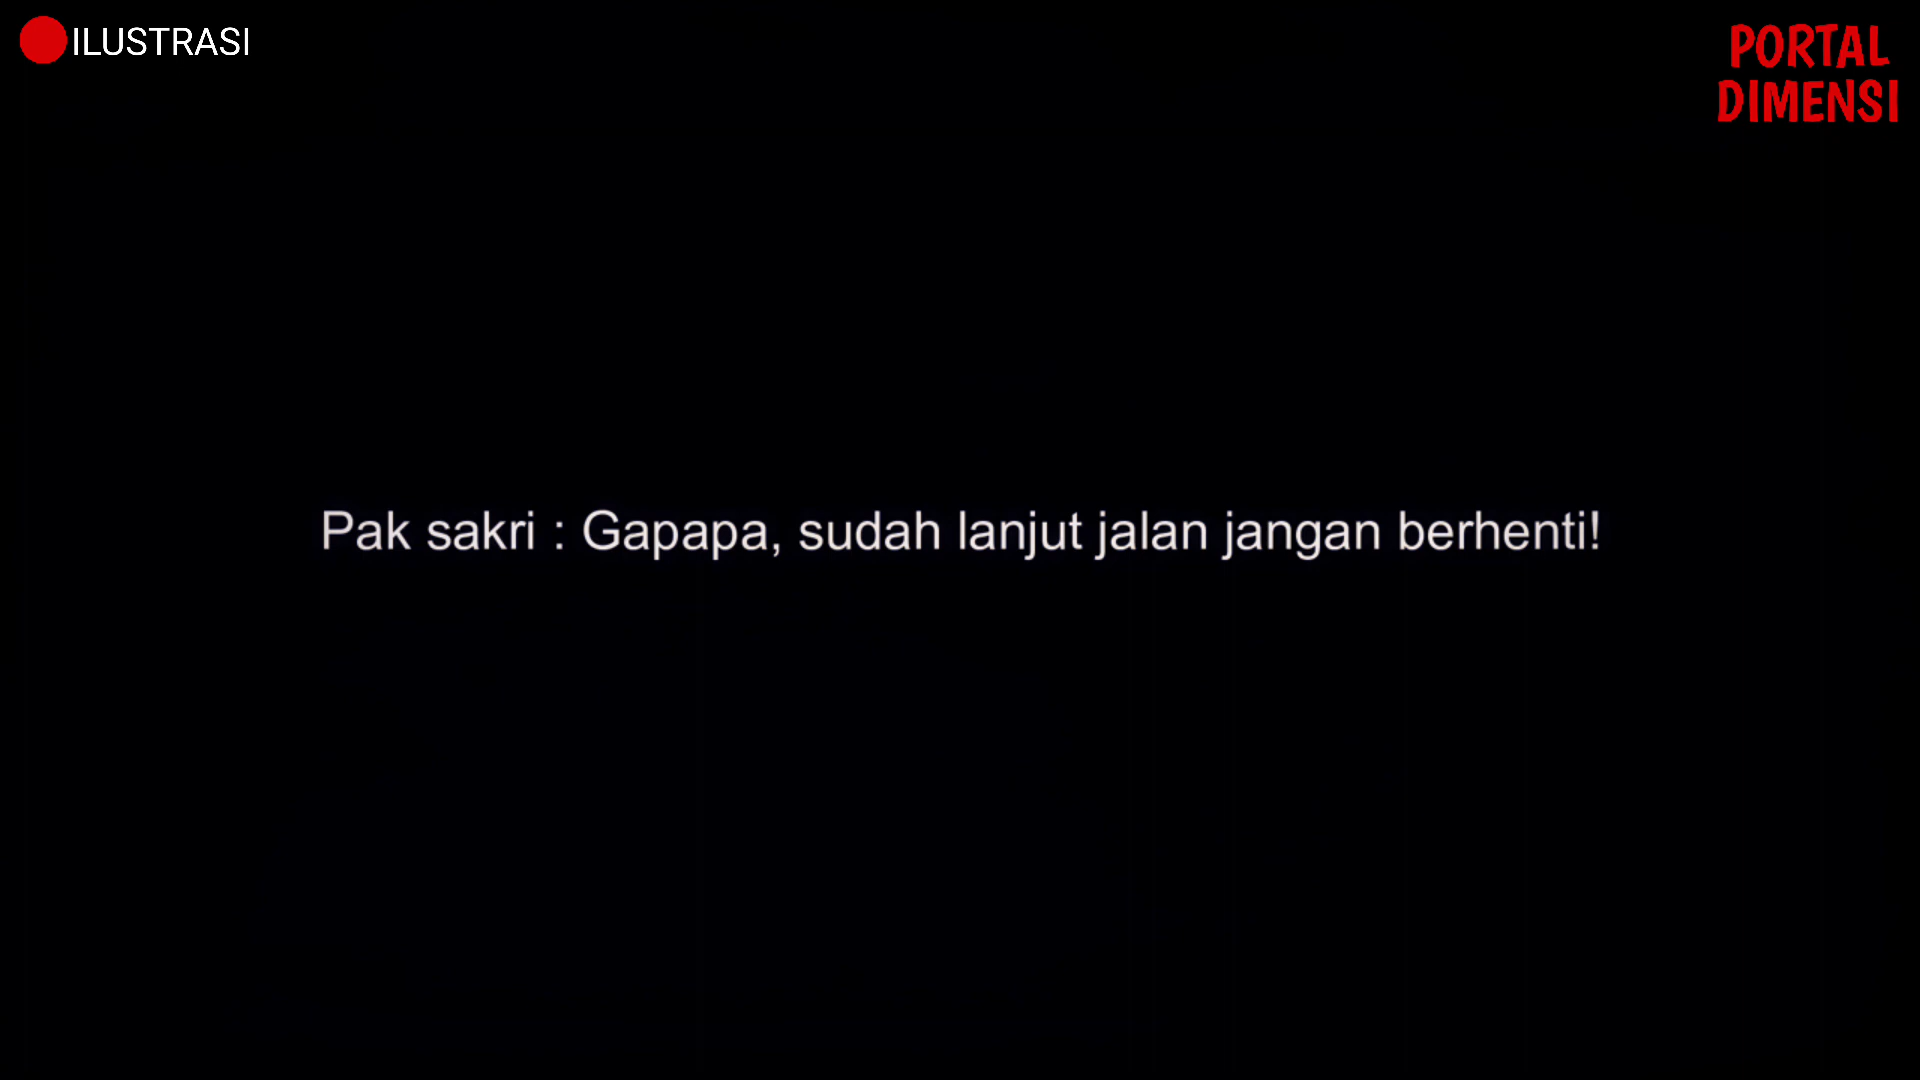 ILUSTRASI
PORTAL
DIMENSI
Pak sakri : Gapapa, sudah lanjut jalan jangan berhenti!